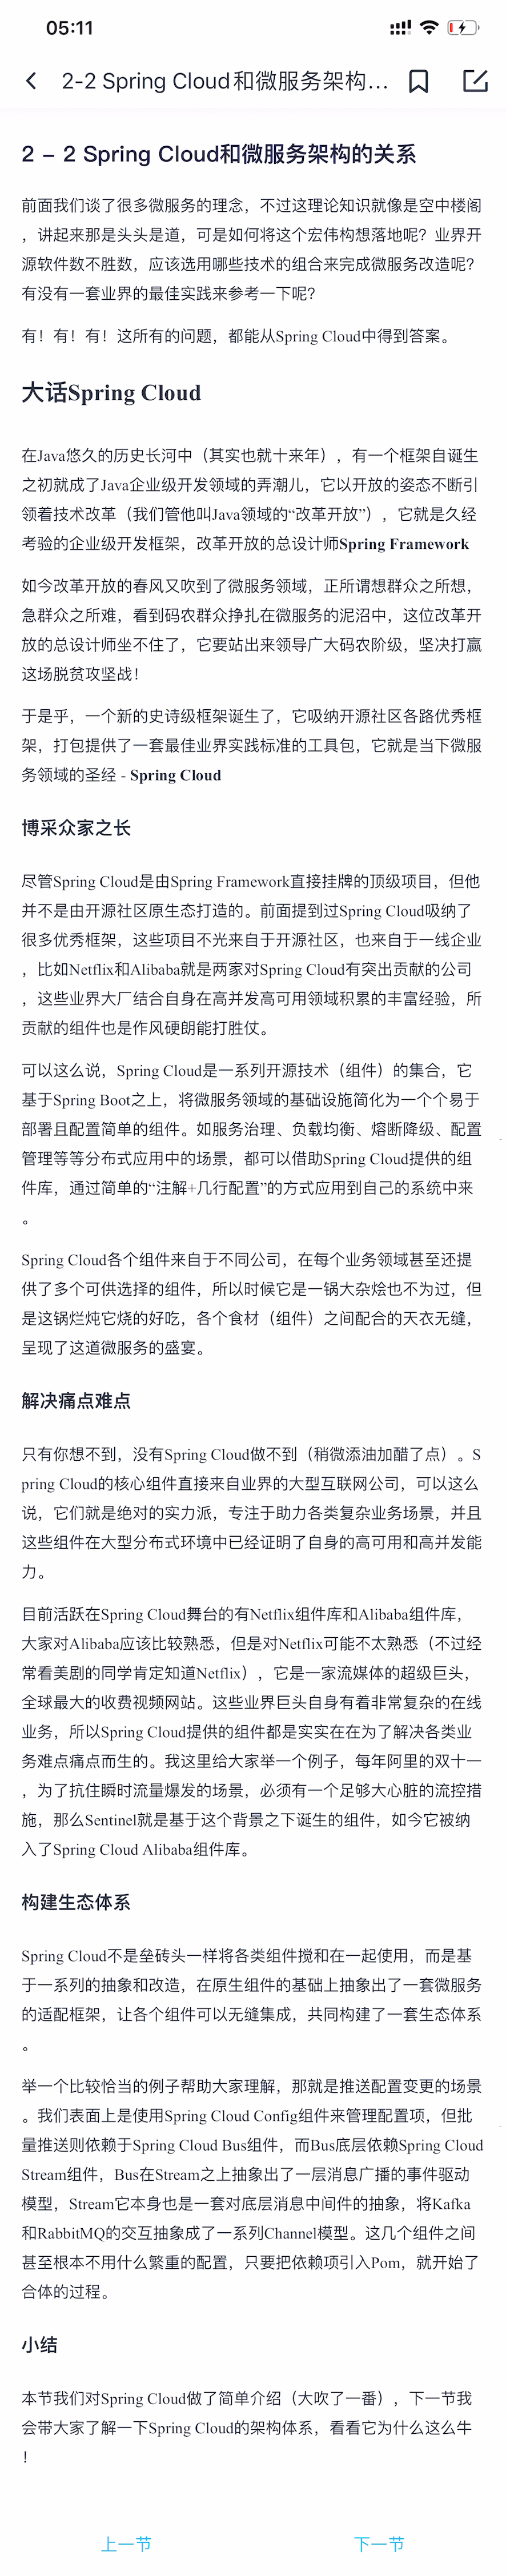 05:11
2-2 Spring Cloud和微服务架构...
2 – 2 Spring Cloud和微服务架构的关系
前面我们谈了很多微服务的理念，不过这理论知识就像是空中楼阁
，讲起来那是头头是道，可是如何将这个宏伟构想落地呢？业界开
源软件数不胜数，应该选用哪些技术的组合来完成微服务改造呢？
有没有一套业界的最佳实践来参考一下呢？
有！有！有！这所有的问题，都能从Spring Cloud中得到答案。
大话Spring Cloud
在Java悠久的历史长河中（其实也就十来年），有一个框架自诞生
之初就成了Java企业级开发领域的弄潮儿，它以开放的姿态不断引
领着技术改革（我们管他叫Java领域的“改革开放”），它就是久经
考验的企业级开发框架，改革开放的总设计师Spring Framework
如今改革开放的春风又吹到了微服务领域，正所谓想群众之所想，
急群众之所难，看到码农群众挣扎在微服务的泥沼中，这位改革开
放的总设计师坐不住了，它要站出来领导广大码农阶级，坚决打赢
这场脱贫攻坚战！
于是乎，一个新的史诗级框架诞生了，它吸纳开源社区各路优秀框
架，打包提供了一套最佳业界实践标准的工具包，它就是当下微服
务领域的圣经 - Spring Cloud
博采众家之长
尽管Spring Cloud是由Spring Framework直接挂牌的顶级项目，但他
并不是由开源社区原生态打造的。前面提到过Spring Cloud吸纳了
很多优秀框架，这些项目不光来自于开源社区，也来自于一线企业
，比如Netflix和Alibaba就是两家对Spring Cloud有突出贡献的公司
，这些业界大厂结合自身在高并发高可用领域积累的丰富经验，所
贡献的组件也是作风硬朗能打胜仗。
可以这么说，Spring Cloud是一系列开源技术（组件）的集合，它
基于Spring Boot之上，将微服务领域的基础设施简化为一个个易于
部署且配置简单的组件。如服务治理、负载均衡、熔断降级、配置
管理等等分布式应用中的场景，都可以借助Spring Cloud提供的组
件库，通过简单的“注解+几行配置”的方式应用到自己的系统中来
。
Spring Cloud各个组件来自于不同公司，在每个业务领域甚至还提
供了多个可供选择的组件，所以时候它是一锅大杂烩也不为过，但
是这锅烂炖它烧的好吃，各个食材（组件）之间配合的天衣无缝，
呈现了这道微服务的盛宴。
解决痛点难点
只有你想不到，没有Spring Cloud做不到（稍微添油加醋了点）。S
pring Cloud的核心组件直接来自业界的大型互联网公司，可以这么
说，它们就是绝对的实力派，专注于助力各类复杂业务场景，并且
这些组件在大型分布式环境中已经证明了自身的高可用和高并发能
力。
目前活跃在Spring Cloud舞台的有Netflix组件库和Alibaba组件库，
大家对Alibaba应该比较熟悉，但是对Netflix可能不太熟悉（不过经
常看美剧的同学肯定知道Netflix），它是一家流媒体的超级巨头，
全球最大的收费视频网站。这些业界巨头自身有着非常复杂的在线
业务，所以Spring Cloud提供的组件都是实实在在为了解决各类业
务难点痛点而生的。我这里给大家举一个例子，每年阿里的双十一
，为了抗住瞬时流量爆发的场景，必须有一个足够大心脏的流控措
施，那么Sentinel就是基于这个背景之下诞生的组件，如今它被纳
入了Spring Cloud Alibaba组件库。
构建生态体系
Spring Cloud不是垒砖头一样将各类组件搅和在一起使用，而是基
于一系列的抽象和改造，在原生组件的基础上抽象出了一套微服务
的适配框架，让各个组件可以无缝集成，共同构建了一套生态体系
。
举一个比较恰当的例子帮助大家理解，那就是推送配置变更的场景
。我们表面上是使用Spring Cloud Config组件来管理配置项，但批
量推送则依赖于Spring Cloud Bus组件，而Bus底层依赖Spring Cloud
Stream组件，Bus在Stream之上抽象出了一层消息广播的事件驱动
模型，Stream它本身也是一套对底层消息中间件的抽象，将Kafka
和RabbitMQ的交互抽象成了一系列Channel模型。这几个组件之间
甚至根本不用什么繁重的配置，只要把依赖项引入Pom，就开始了
合体的过程。
小结
本节我们对Spring Cloud做了简单介绍（大吹了一番），下一节我
会带大家了解一下Spring Cloud的架构体系，看看它为什么这么牛
！
上一节
下一节